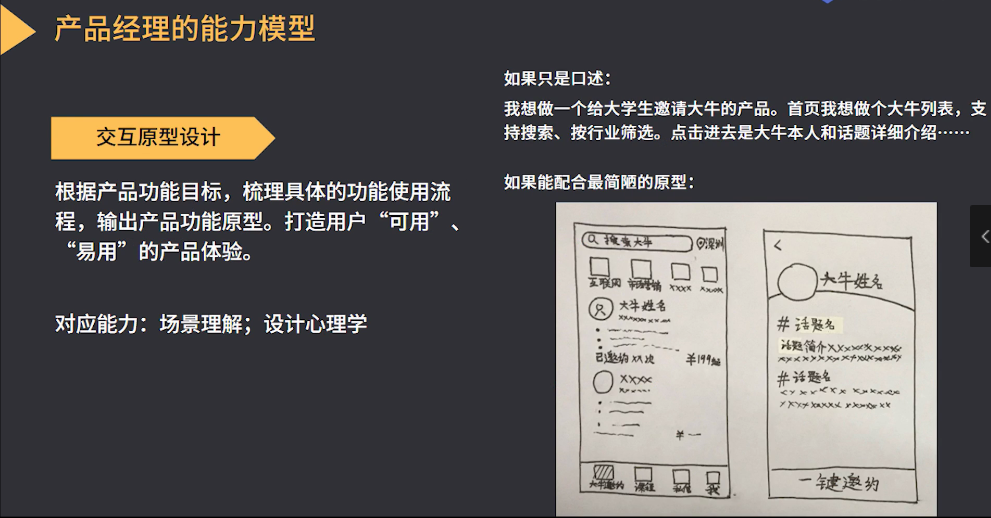 产品经理的能力模型
交互原型设计
根据产品功能目标，梳理具体的功能使用流
程，输出产品功能原型。打造用户“可用”、
“易用”的产品体验。
对应能力：场景理解；设计心理学
如果只是口述：
我想做一个给大学生邀请大牛的产品。首页我想做个大牛列表，支
持搜索、按行业筛选。点击进去是大牛本人和话题详细介绍……
如果能配合最简陋的原型：
搜索大牛
深圳
互联网 市场营销 xxxx xxxxx
大牛姓名
已邀约 xx 次
xxxx
¥一
大牛邀约 课程 私信 我
<
大牛姓名
# 话题名
话题简介
# 话题名
一键邀约